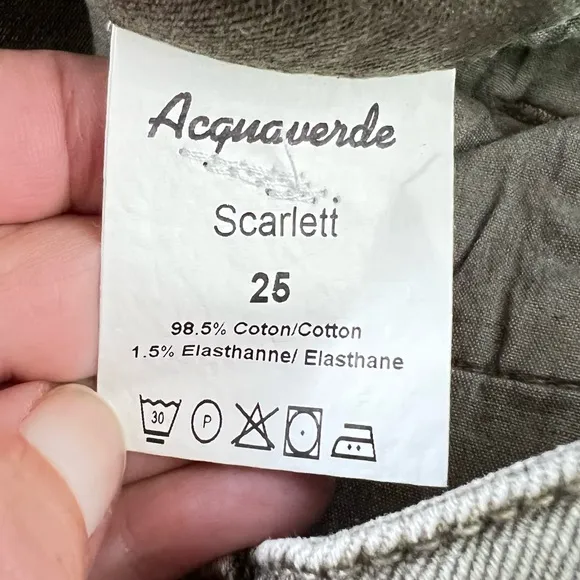 Acquaverde
Scarlett
25
98.5% Coton/Cotton
1.5% Elasthanne/ Elasthane
30 P